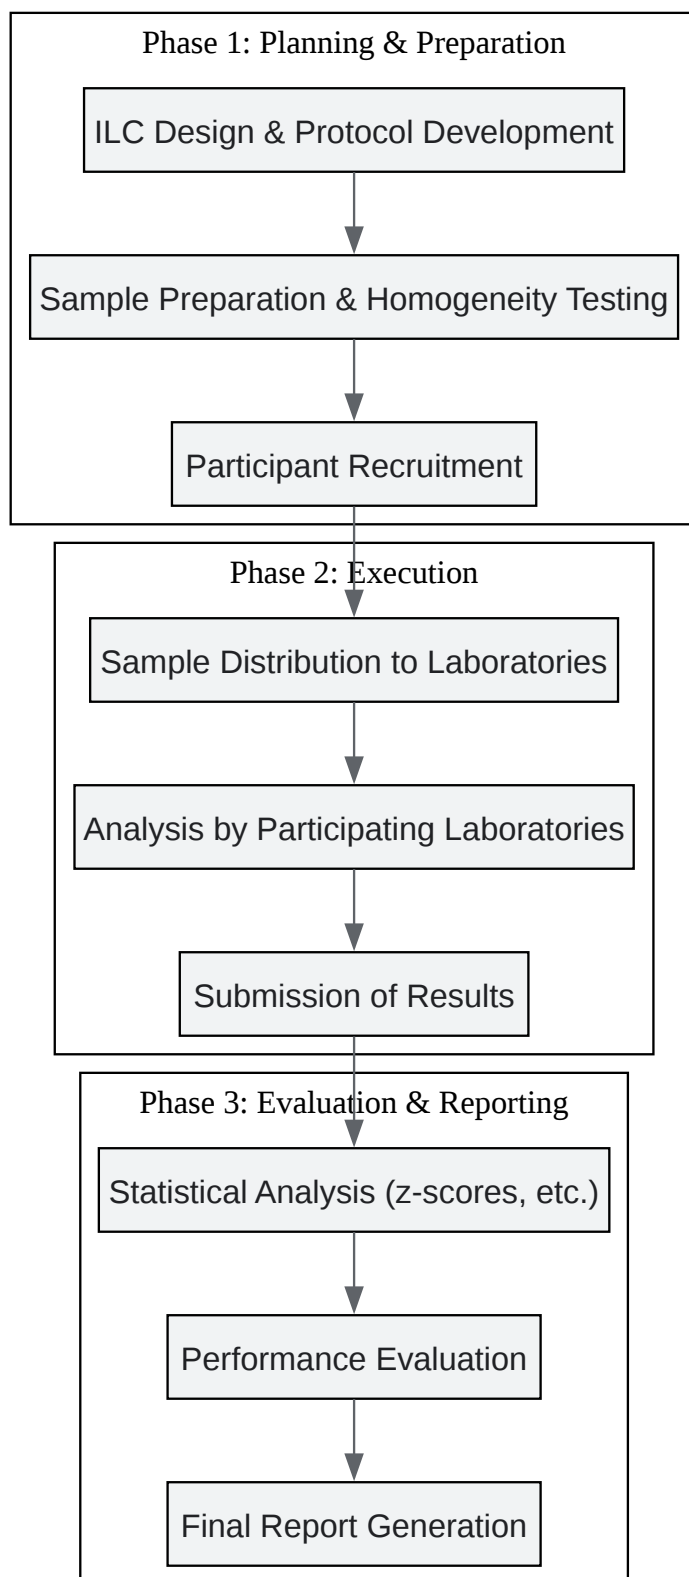 Phase 1: Planning & Preparation
ILC Design & Protocol Development
Sample Preparation & Homogeneity Testing
Participant Recruitment
Phase 2: Execution
Sample Distribution to Laboratories
Analysis by Participating Laboratories
Submission of Results
Phase 3: Evaluation & Reporting
Statistical Analysis (z-scores, etc.)
Performance Evaluation
Final Report Generation